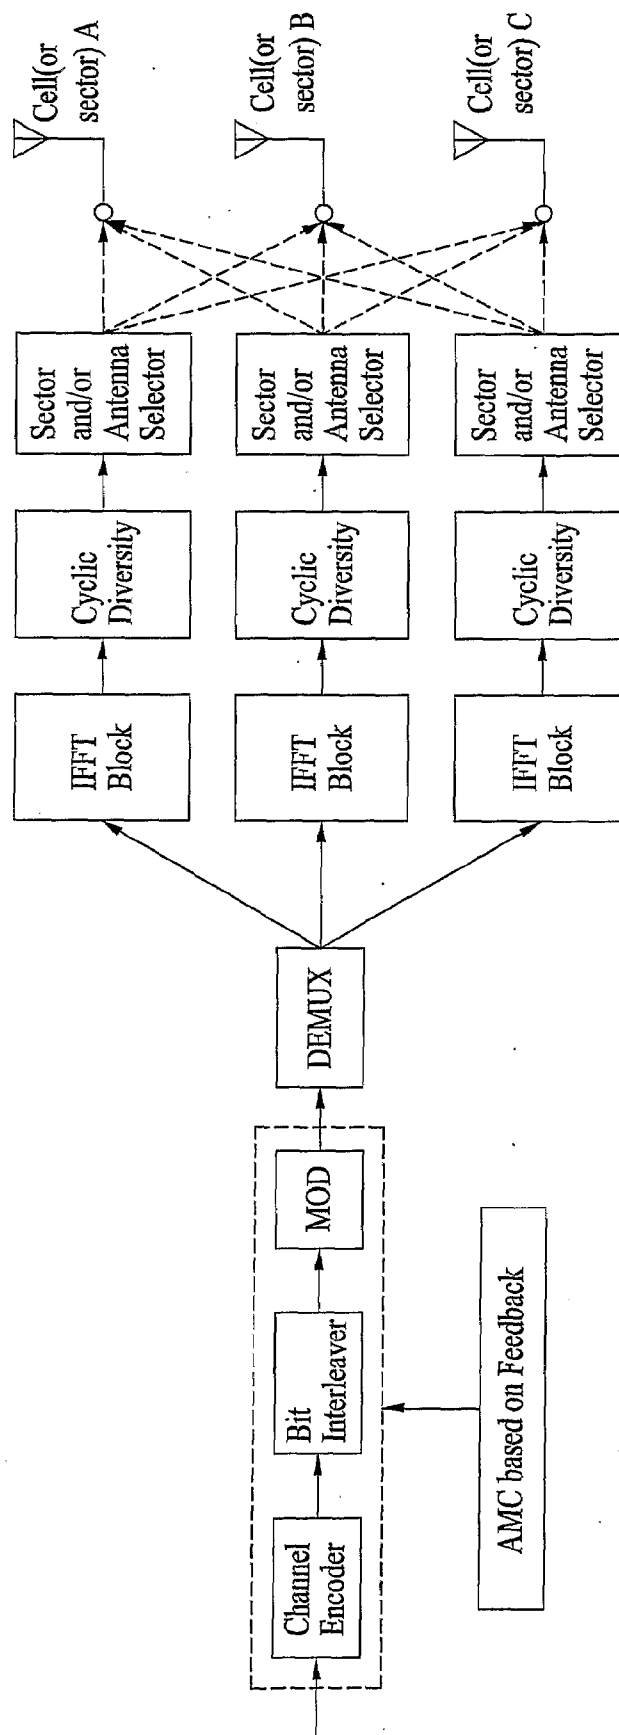 Channel
Encoder
Bit
Interleaver
MOD
AMC based on Feedback
DEMUX
IFFT
Block
Cyclic
Diversity
Sector
and/or
Antenna
Selector
Cell(or
sector) A
IFFT
Block
Cyclic
Diversity
Sector
and/or
Antenna
Selector
Cell(or
sector) B
IFFT
Block
Cyclic
Diversity
Sector
and/or
Antenna
Selector
Cell(or
sector) C